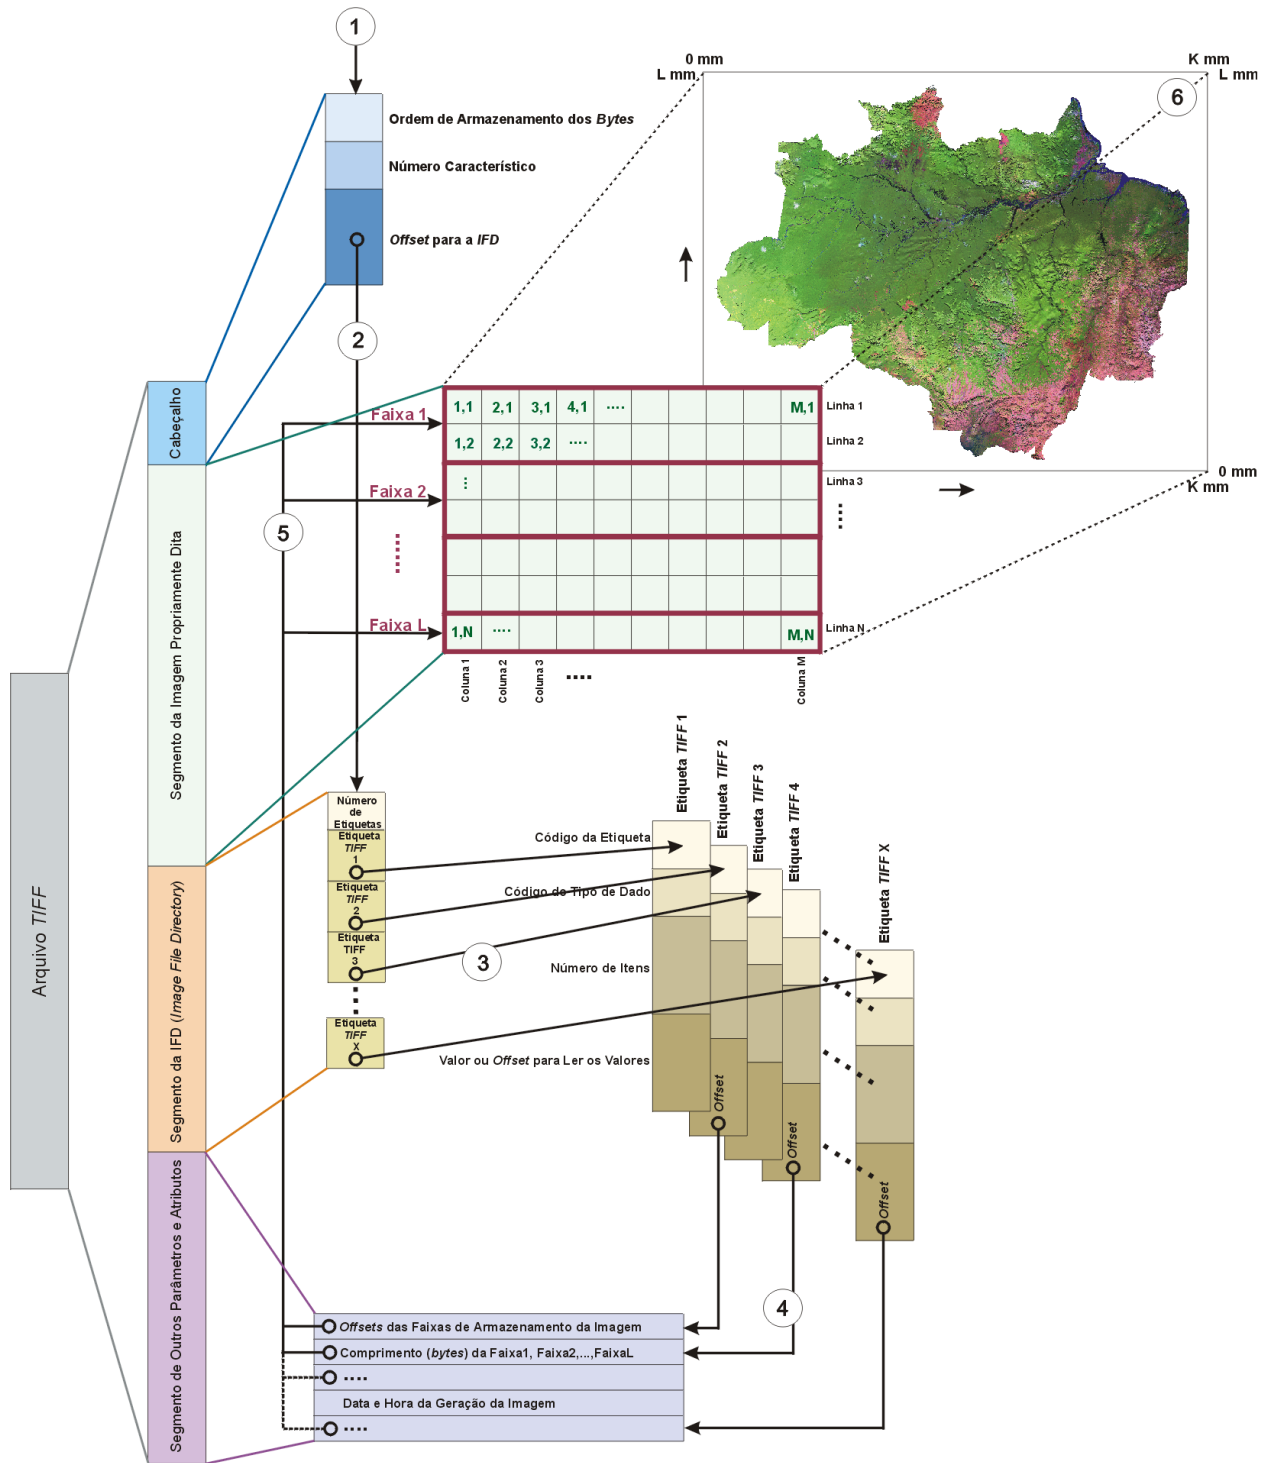 1
Ordem de Armazenamento dos Bytes
Número Característico
Offset para a IFD
2
0 mm
L mm
K mm
L mm
6
0 mm
K mm
Arquivo TIFF
Cabeçalho
Segmento da Imagem Propriamente Dita
Segmento da IFD (Image File Directory)
Segmento de Outros Parâmetros e Atributos
Faixa 1
1,1 2,1 3,1 4,1 .... M,1
Linha 1
1,2 2,2 3,2 ....
Linha 2
Faixa 2
Linha 3
....
5
Faixa L
1,N .... M,N
Linha N
Coluna 1
Coluna 2
Coluna 3
....
Coluna M
Número
de
Etiquetas
Etiqueta
TIFF
1
Etiqueta
TIFF
2
Etiqueta
TIFF
3
Etiqueta
TIFF
X
3
Código da Etiqueta
Código do Tipo de Dado
Número de Itens
Valor ou Offset para Ler os Valores
Etiqueta TIFF 1
Etiqueta TIFF 2
Etiqueta TIFF 3
Etiqueta TIFF 4
Etiqueta TIFF X
Offset
Offset
Offset
4
Offsets das Faixas de Armazenamento da Imagem
Comprimento (bytes) da Faixa1, Faixa2,...,FaixaL
....
Data e Hora da Geração da Imagem
....